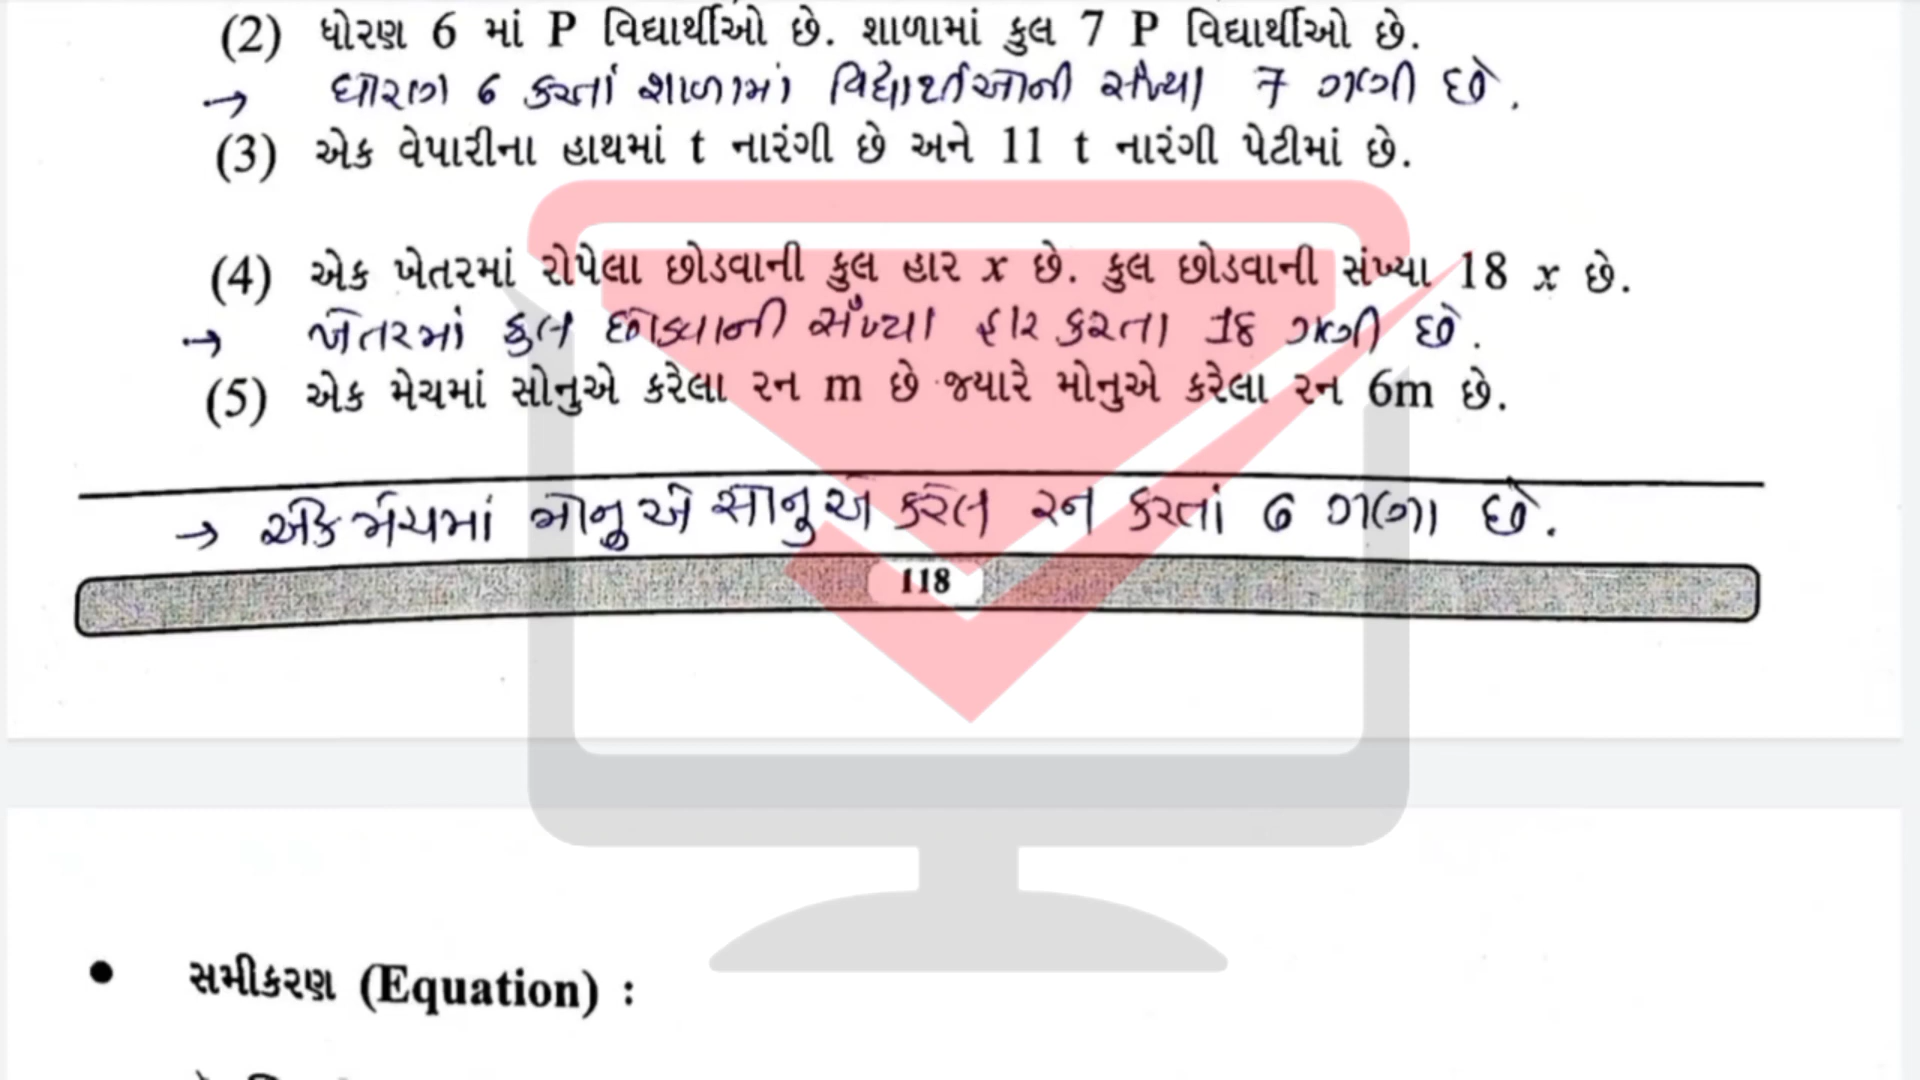 (2) ધોરણ 6 માં P વિદ્યાર્થીઓ છે. શાળામાં કુલ 7 P વિદ્યાર્થીઓ છે.
→ ધોરણ 6 કરતાં શાળામાં વિદ્યાર્થીઓની સંખ્યા 7 ગણી છે.
(3) એક વેપારીના હાથમાં t નારંગી છે અને 11 t નારંગી પેટીમાં છે.
(4) એક ખેતરમાં રોપેલા છોડવાની કુલ હાર x છે. કુલ છોડવાની સંખ્યા 18 x છે.
→ ખેતરમાં કુલ છોડવાની સંખ્યા હાર કરતા 18 ગણી છે.
(5) એક મેચમાં સોનુએ કરેલા રન m છે જ્યારે મોનુએ કરેલા રન 6m છે.
→ એક મેચમાં મોનુએ સોનુએ કરેલ રન કરતાં 6 ગણા છે.
118
• સમીકરણ (Equation) :